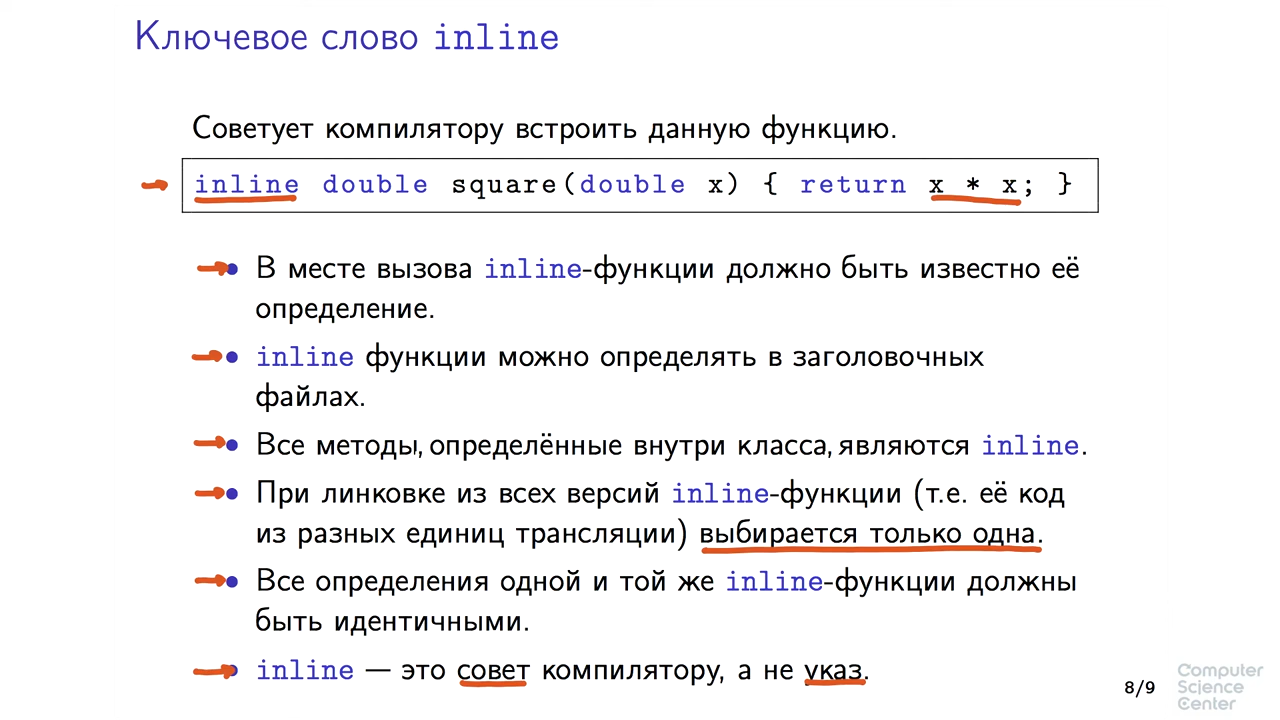 Ключевое слово inline
Советует компилятору встроить данную функцию.
inline double square(double x) { return x * x; }
• В месте вызова inline-функции должно быть известно её
определение.
• inline функции можно определять в заголовочных
файлах.
• Все методы, определённые внутри класса, являются inline.
• При линковке из всех версий inline-функции (т.е. её код
из разных единиц трансляции) выбирается только одна.
• Все определения одной и той же inline-функции должны
быть идентичными.
• inline — это совет компилятору, а не указ.
8/9
Computer
Science
Center